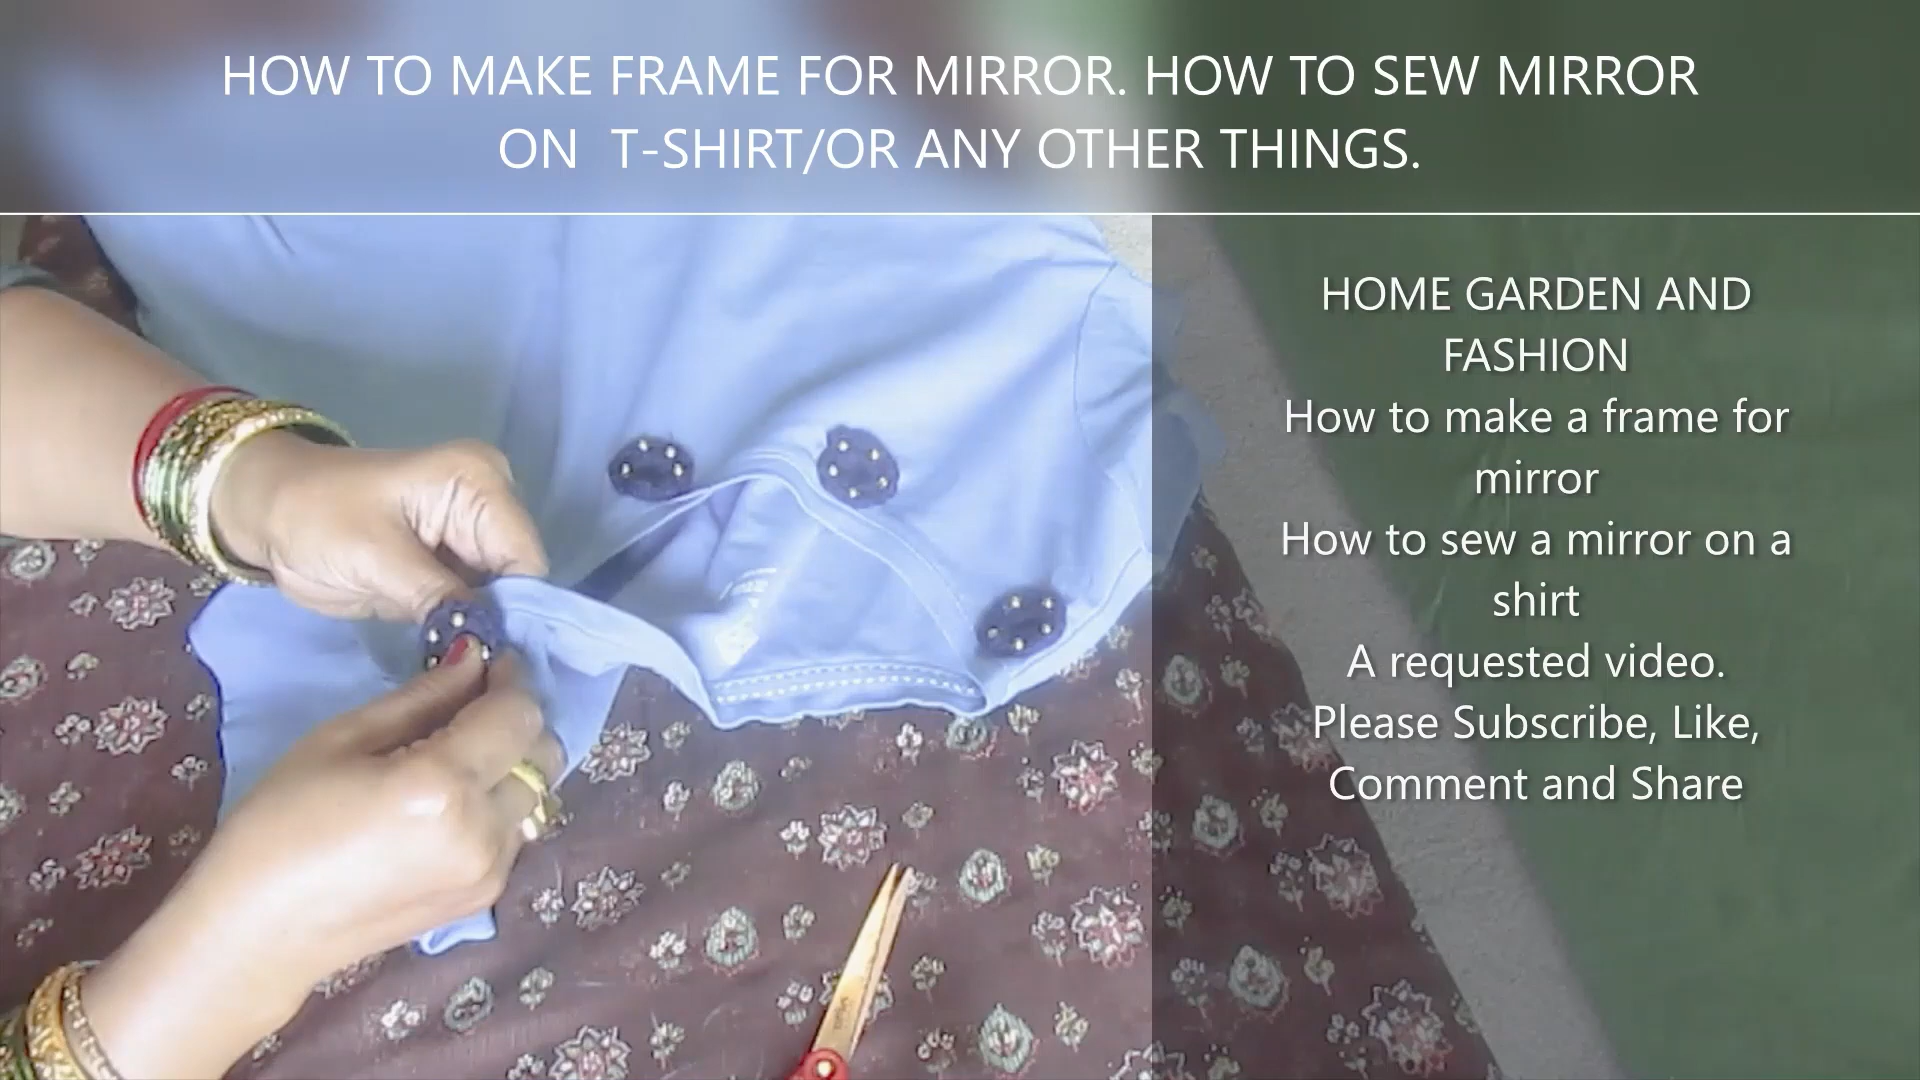 HOW TO MAKE FRAME FOR MIRROR. HOW TO SEW MIRROR
ON T-SHIRT/OR ANY OTHER THINGS.
HOME GARDEN AND
FASHION
How to make a frame for
mirror
How to sew a mirror on a
shirt
A requested video.
Please Subscribe, Like,
Comment and Share